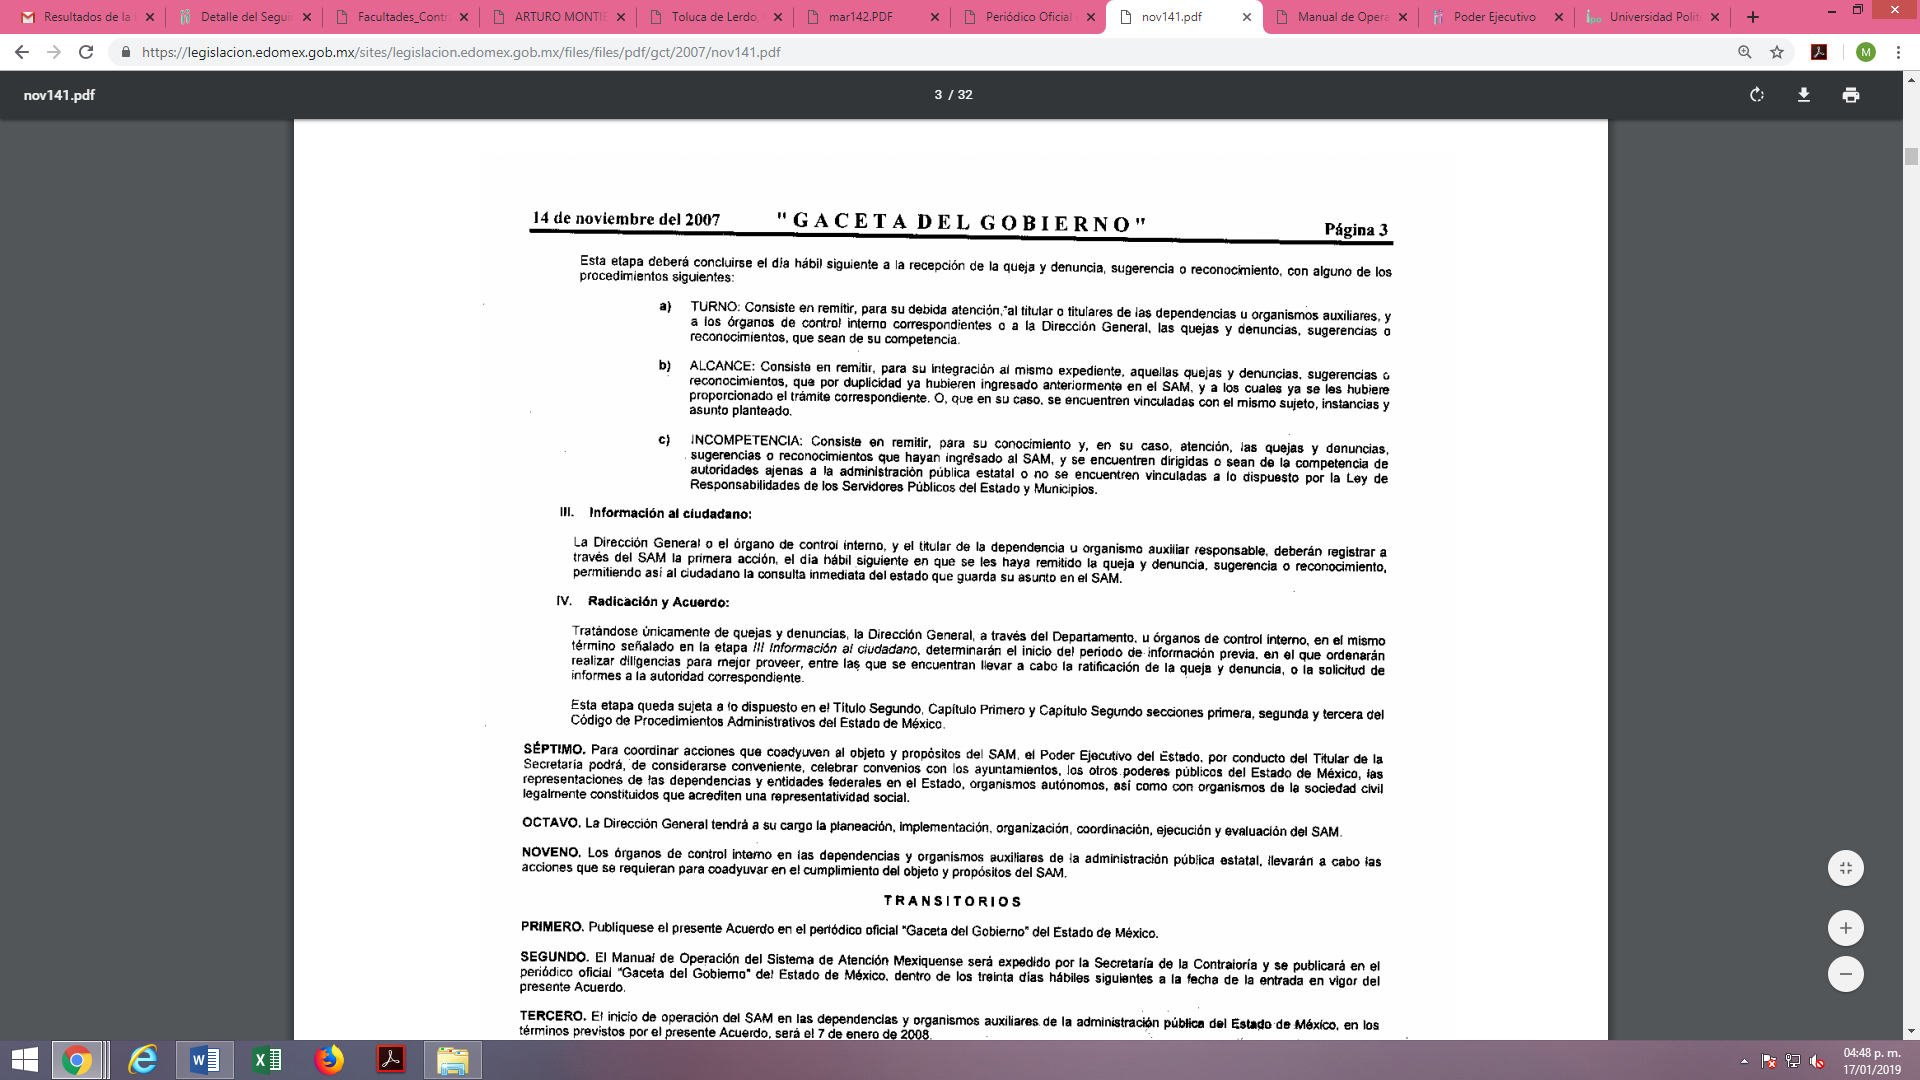 Resultados de la
Detalle del Segui
Facultades_Contr
ARTURO MONTIE
Toluca de Lerdo,
mar142.PDF
Periódico Oficial
nov141.pdf
Manual de Opera
Poder Ejecutivo
Universidad Polit
https://legislacion.edomex.gob.mx/sites/legislacion.edomex.gob.mx/files/files/pdf/gct/2007/nov141.pdf
M
nov141.pdf
3 / 32
14 de noviembre del 2007 "GACETA DEL GOBIERNO" Página 3
Esta etapa deberá concluirse el día hábil siguiente a la recepción de la queja y denuncia, sugerencia o reconocimiento, con alguno de los
procedimientos siguientes:
a) TURNO: Consiste en remitir, para su debida atención, al titular o titulares de las dependencias u organismos auxiliares, y
a los órganos de control interno correspondientes o a la Dirección General, las quejas y denuncias, sugerencias o
reconocimientos, que sean de su competencia.
b) ALCANCE: Consiste en remitir, para su integración al mismo expediente, aquellas quejas y denuncias, sugerencias o
reconocimientos, que por duplicidad ya hubieren ingresado anteriormente en el SAM, y a los cuales ya se les hubiere
proporcionado el trámite correspondiente. O, que en su caso, se encuentren vinculadas con el mismo sujeto, instancias y
asunto planteado.
c) INCOMPETENCIA: Consiste en remitir, para su conocimiento y, en su caso, atención, las quejas y denuncias,
sugerencias o reconocimientos que hayan ingresado al SAM, y se encuentren dirigidas o sean de la competencia de
autoridades ajenas a la administración pública estatal o no se encuentren vinculadas a lo dispuesto por la Ley de
Responsabilidades de los Servidores Públicos del Estado y Municipios.
III. Información al ciudadano:
La Dirección General o el órgano de control interno, y el titular de la dependencia u organismo auxiliar responsable, deberán registrar a
través del SAM la primera acción, el día hábil siguiente en que se les haya remitido la queja y denuncia, sugerencia o reconocimiento,
permitiendo así al ciudadano la consulta inmediata del estado que guarda su asunto en el SAM.
IV. Radicación y Acuerdo:
Tratándose únicamente de quejas y denuncias, la Dirección General, a través del Departamento, u órganos de control interno, en el mismo
término señalado en la etapa III Información al ciudadano, determinarán el inicio del periodo de información previa, en el que ordenarán
realizar diligencias para mejor proveer, entre las que se encuentran llevar a cabo la ratificación de la queja y denuncia, o la solicitud de
informes a la autoridad correspondiente.
Esta etapa queda sujeta a lo dispuesto en el Título Segundo, Capítulo Primero y Capítulo Segundo secciones primera, segunda y tercera del
Código de Procedimientos Administrativos del Estado de México.
SÉPTIMO. Para coordinar acciones que coadyuven al objeto y propósitos del SAM, el Poder Ejecutivo del Estado, por conducto del Titular de la
Secretaría podrá, de considerarse conveniente, celebrar convenios con los ayuntamientos, los otros poderes públicos del Estado de México, las
representaciones de las dependencias y entidades federales en el Estado, organismos autónomos, así como con organismos de la sociedad civil
legalmente constituidos que acrediten una representatividad social.
OCTAVO. La Dirección General tendrá a su cargo la planeación, implementación, organización, coordinación, ejecución y evaluación del SAM.
NOVENO. Los órganos de control interno en las dependencias y organismos auxiliares de la administración pública estatal, llevarán a cabo las
acciones que se requieran para coadyuvar en el cumplimiento del objeto y propósitos del SAM.
TRANSITORIOS
PRIMERO. Publíquese el presente Acuerdo en el periódico oficial "Gaceta del Gobierno" del Estado de México.
SEGUNDO. El Manual de Operación del Sistema de Atención Mexiquense será expedido por la Secretaría de la Contraloría y se publicará en el
periódico oficial "Gaceta del Gobierno" del Estado de México, dentro de los treinta días hábiles siguientes a la fecha de la entrada en vigor del
presente Acuerdo.
TERCERO. El inicio de operación del SAM en las dependencias y organismos auxiliares de la administración pública del Estado de México, en los
términos previstos por el presente Acuerdo, será el 7 de enero de 2008.
04:48 p. m.
17/01/2019